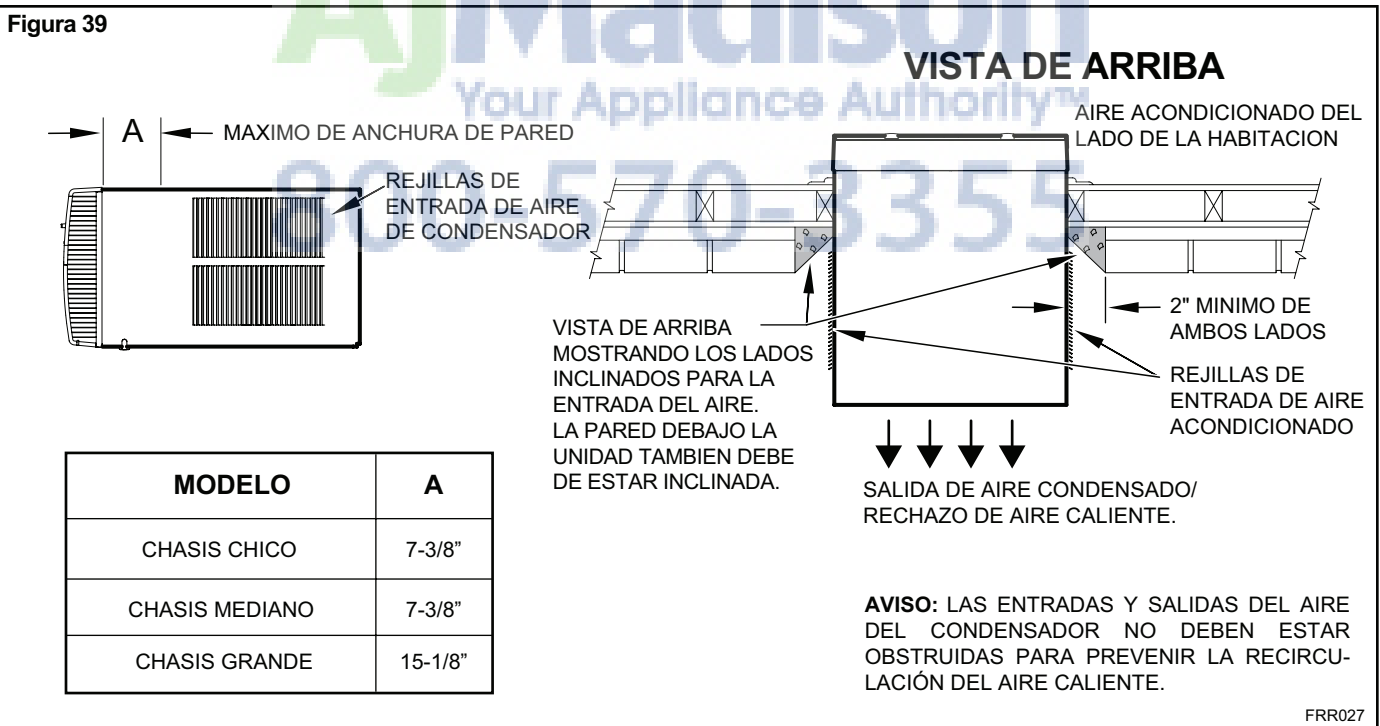 Figura 39
AjMadison
Your Appliance Authority™
800-570-3355
A
MAXIMO DE ANCHURA DE PARED
REJILLAS DE
ENTRADA DE AIRE
DE CONDENSADOR
MODELO A
CHASIS CHICO 7-3/8”
CHASIS MEDIANO 7-3/8”
CHASIS GRANDE 15-1/8”
VISTA DE ARRIBA
AIRE ACONDICIONADO DEL
LADO DE LA HABITACION
VISTA DE ARRIBA
MOSTRANDO LOS LADOS
INCLINADOS PARA LA
ENTRADA DEL AIRE.
LA PARED DEBAJO LA
UNIDAD TAMBIEN DEBE
DE ESTAR INCLINADA.
2" MINIMO DE
AMBOS LADOS
REJILLAS DE
ENTRADA DE AIRE
ACONDICIONADO
SALIDA DE AIRE CONDENSADO/
RECHAZO DE AIRE CALIENTE.
AVISO: LAS ENTRADAS Y SALIDAS DEL AIRE
DEL CONDENSADOR NO DEBEN ESTAR
OBSTRUIDAS PARA PREVENIR LA RECIRCU-
LACIÓN DEL AIRE CALIENTE.
FRR027